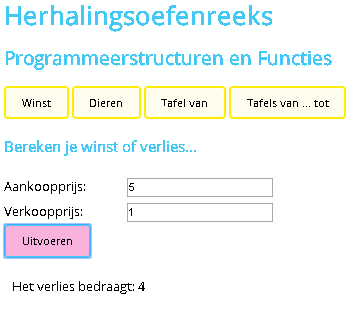 Herhalingsoefenreeks
Programmeerstructuren en Functies
Winst Dieren Tafel van Tafels van ... tot
Bereken je winst of verlies...
Aankoopprijs: 5
Verkoopprijs: 1
Uitvoeren
Het verlies bedraagt: 4